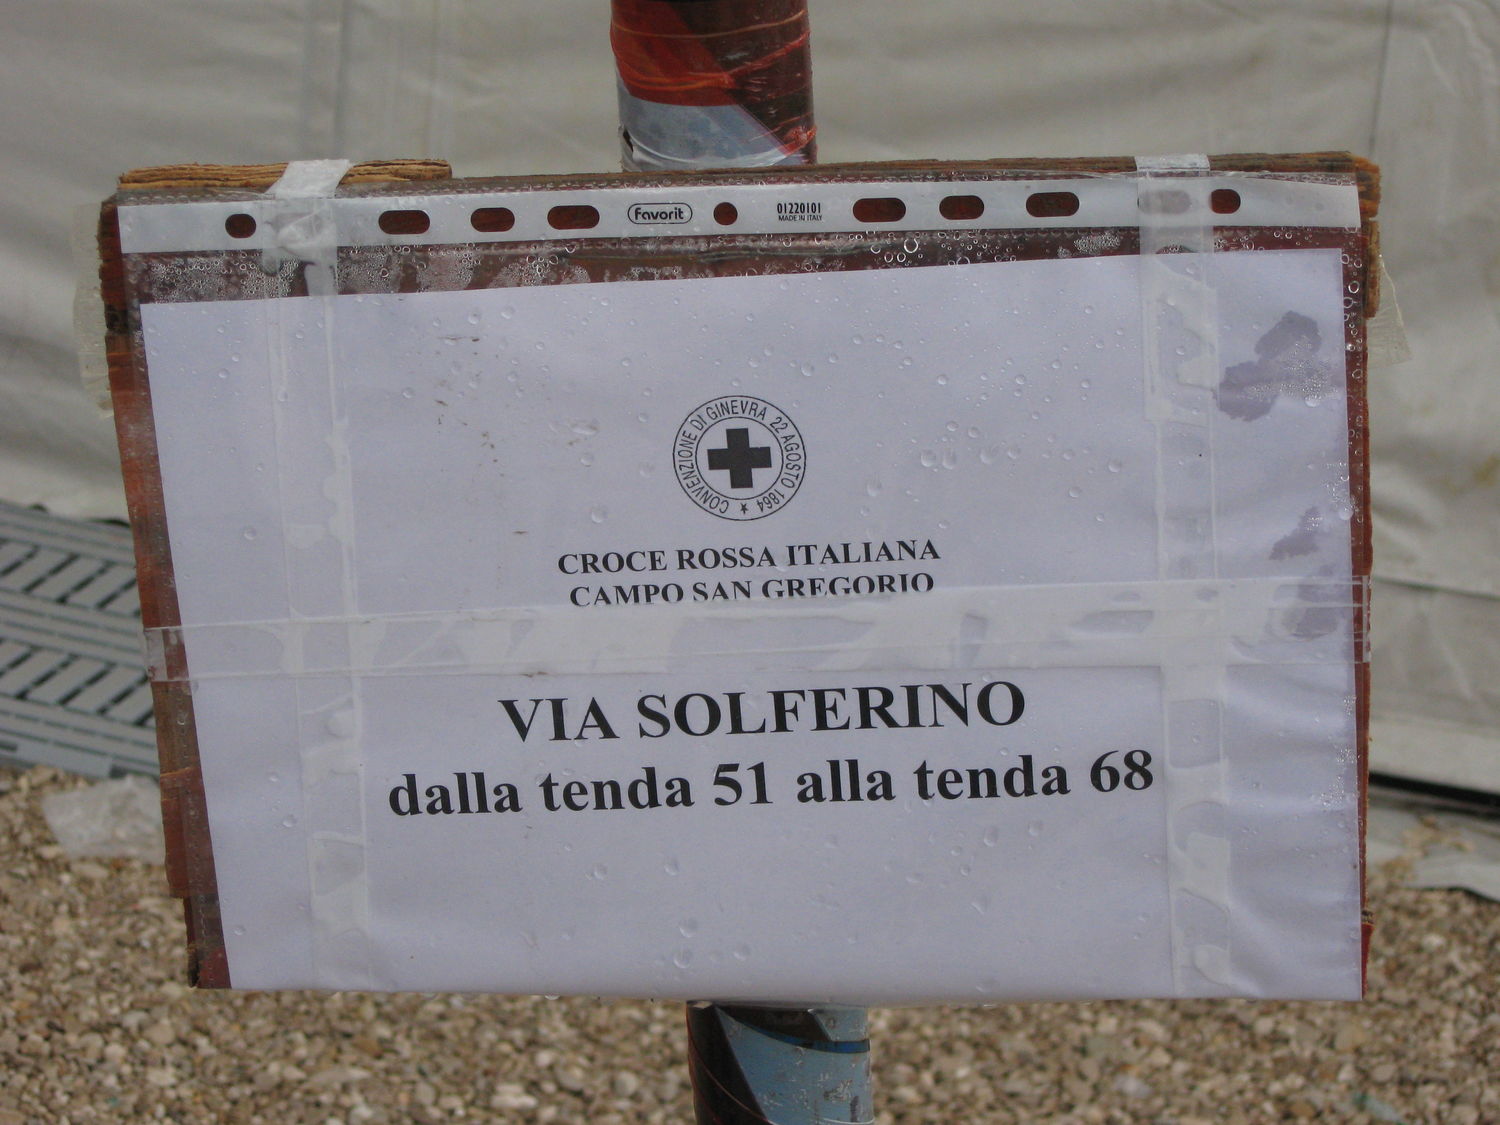 Favorit
01220101
MADE IN ITALY
CONVENZIONE DI GINEVRA 22 AGOSTO 1864
CROCE ROSSA ITALIANA
CAMPO SAN GREGORIO
VIA SOLFERINO
dalla tenda 51 alla tenda 68